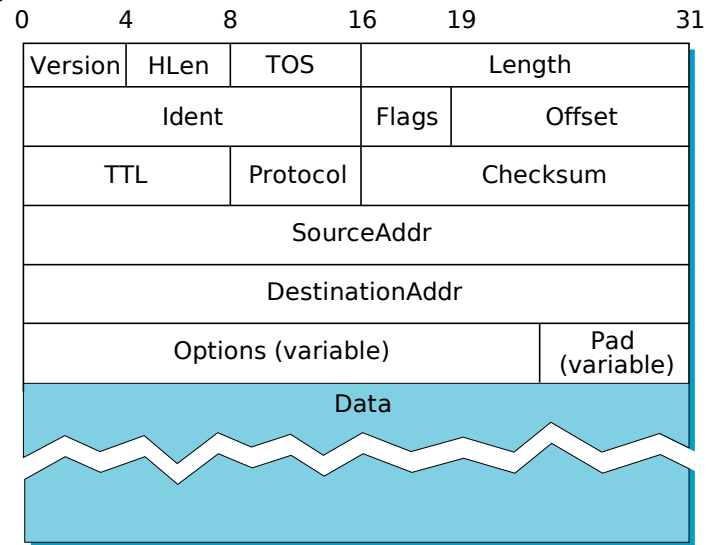 0 4 8 16 19 31
Version HLen TOS Length
Ident Flags Offset
TTL Protocol Checksum
SourceAddr
DestinationAddr
Options (variable) Pad
(variable)
Data